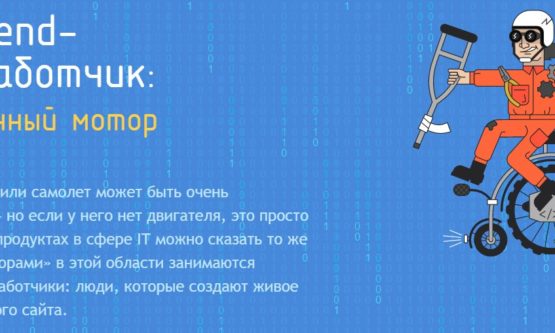 end-
аботчик:
нный мотор
или самолет может быть очень
– но если у него нет двигателя, это просто
продуктах в сфере IT можно сказать то же
орами» в этой области занимаются
аботчики: люди, которые создают живое
ого сайта.